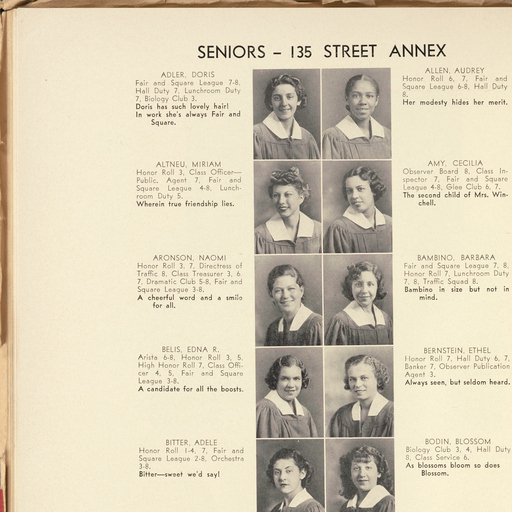 SENIORS – 135 STREET ANNEX
ADLER, DORIS
Fair and Square League 7-8,
Hall Duty 7, Lunchroom Duty
7, Biology Club 3.
Doris has such lovely hair!
In work she's always Fair and
Square.
ALLEN, AUDREY
Honor Roll 6, 7, Fair and
Square League 6-8, Hall Duty
8.
Her modesty hides her merit.
ALTNEU, MIRIAM
Honor Roll 3, Class Officer—
Public. Agent 7, Fair and
Square League 4-8, Lunch-
room Duty 5.
Wherein true friendship lies.
AMY, CECILIA
Observer Board 8, Class In-
spector 7, Fair and Square
League 4-8, Glee Club 6, 7.
The second child of Mrs. Win-
chell.
ARONSON, NAOMI
Honor Roll 3, 7, Directress of
Traffic 8, Class Treasurer 3, 6,
7, Dramatic Club 5-8, Fair and
Square League 3-8.
A cheerful word and a smile
for all.
BAMBINO, BARBARA
Fair and Square League 7, 8,
Honor Roll 7, Lunchroom Duty
7, 8, Traffic Squad 8.
Bambino in size but not in
mind.
BELIS, EDNA R.
Arista 6-8, Honor Roll 3, 5,
High Honor Roll 7, Class Offi-
cer 4, 5, Fair and Square
League 3-8.
A candidate for all the boosts.
BERNSTEIN, ETHEL
Honor Roll 7, Hall Duty 6, 7,
Banker 7, Observer Publication
Agent 3.
Always seen, but seldom heard.
BITTER, ADELE
Honor Roll 1-4, 7, Fair and
Square League 2-8, Orchestra
3-8.
Bitter—sweet we'd say!
BODIN, BLOSSOM
Biology Club 3, 4, Hall Duty
8, Class Service 6.
As blossoms bloom so does
Blossom.